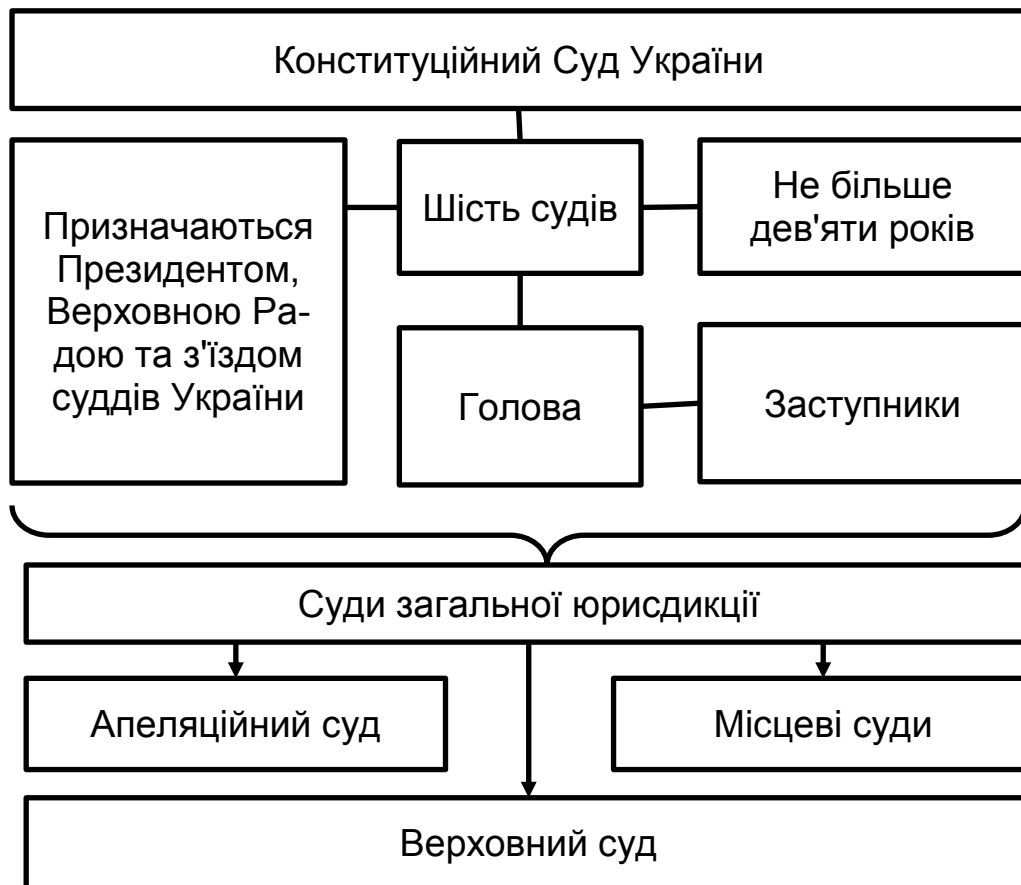 Конституційний Суд України
Призначаються
Президентом,
Верховною Ра-
дою та з'їздом
суддів України
Шість судів
Не більше
дев'яти років
Голова
Заступники
Суди загальної юрисдикції
Апеляційний суд
Місцеві суди
Верховний суд